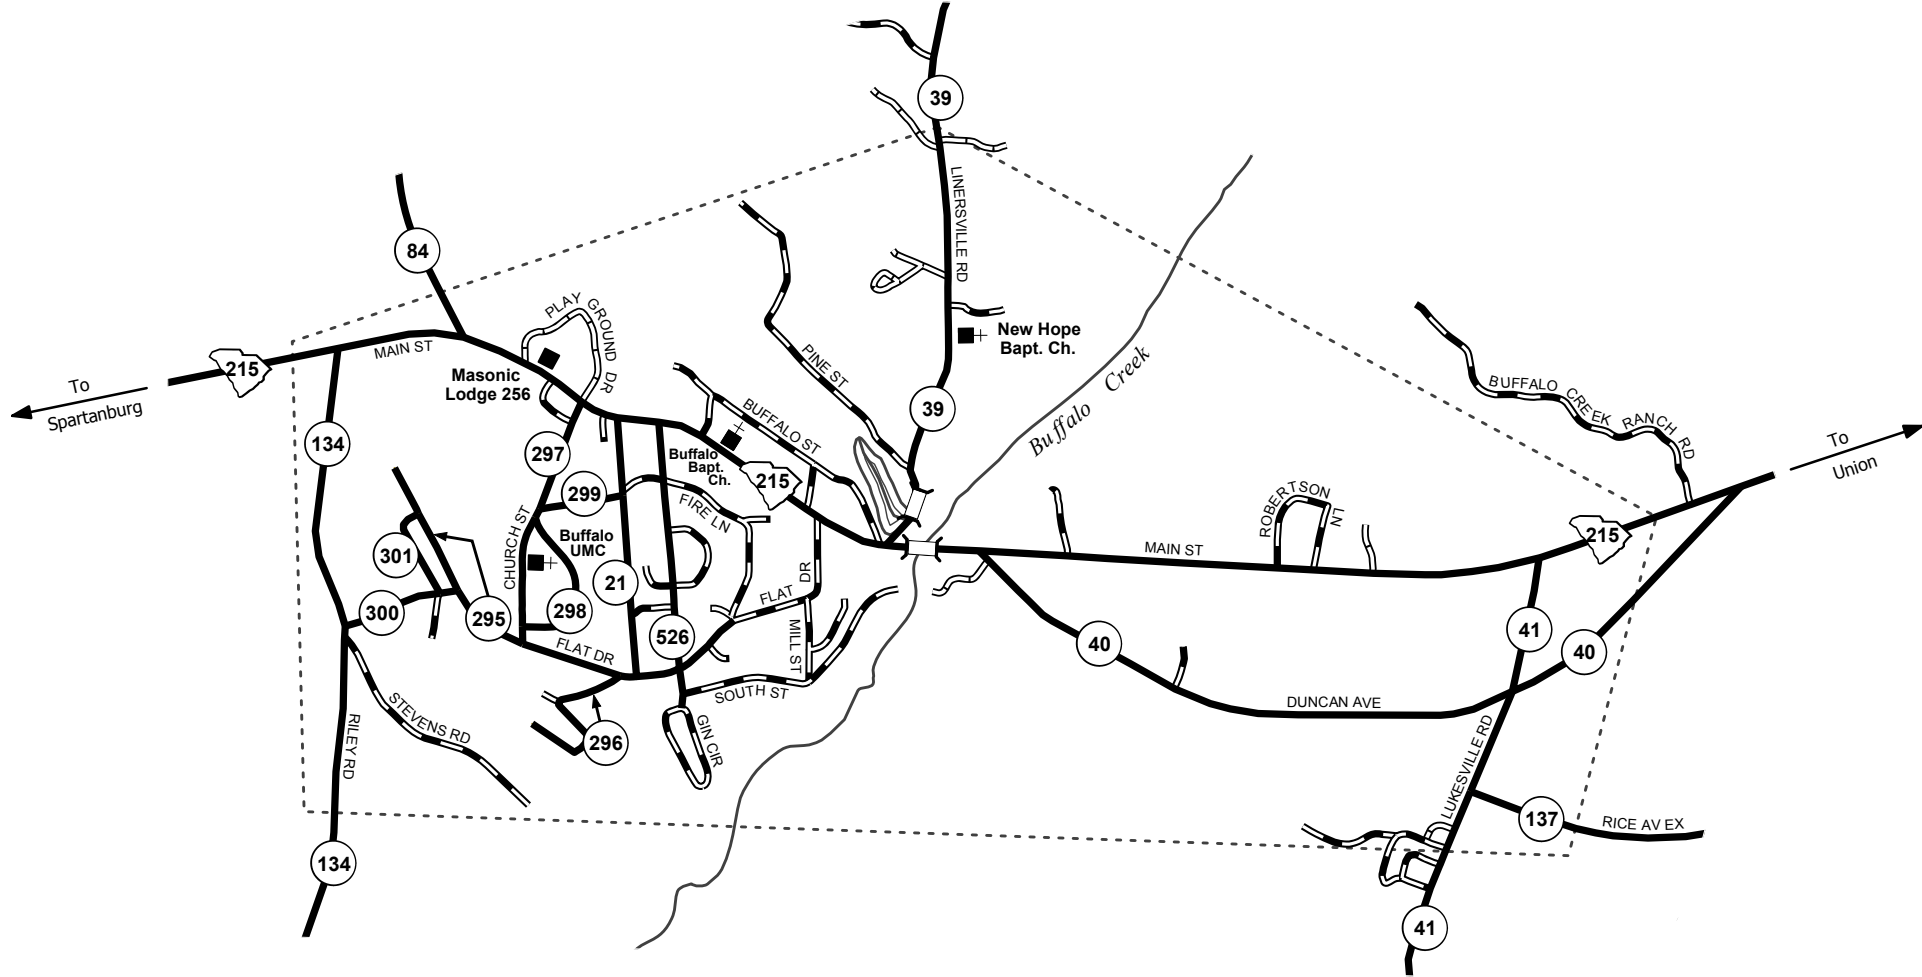 39
LINERSVILLE RD
84
PLAY GROUND DR
MAIN ST
215
To
Spartanburg
Masonic
Lodge 256
New Hope
Bapt. Ch.
PINE ST
Buffalo Creek
39
BUFFALO ST
Buffalo
Bapt.
Ch.
215
BUFFALO CREEK RANCH RD
To
Union
134
297
299
FIRE LN
CHURCH ST
Buffalo
UMC
301
300
295
298
21
526
FLAT DR
FLAT DR
MILL ST
SOUTH ST
GIN CIR
296
STEVENS RD
RILEY RD
134
MAIN ST
ROBERTSON LN
215
41
40
40
DUNCAN AVE
LUKESVILLE RD
137
RICE AV EX
41